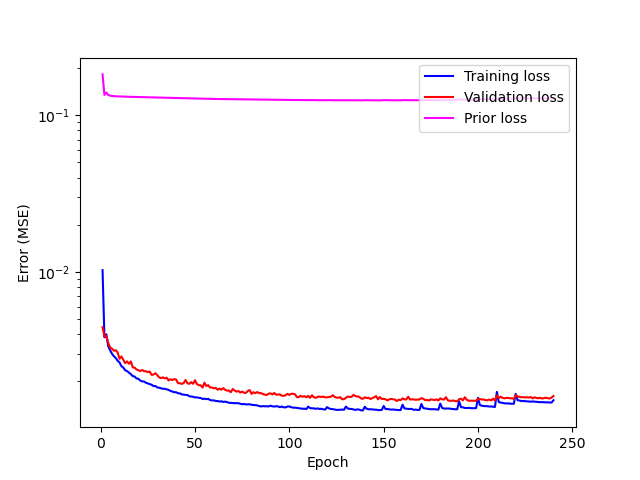 Training loss
Validation loss
Prior loss
10⁻¹
10⁻²
Error (MSE)
0 50 100 150 200 250
Epoch